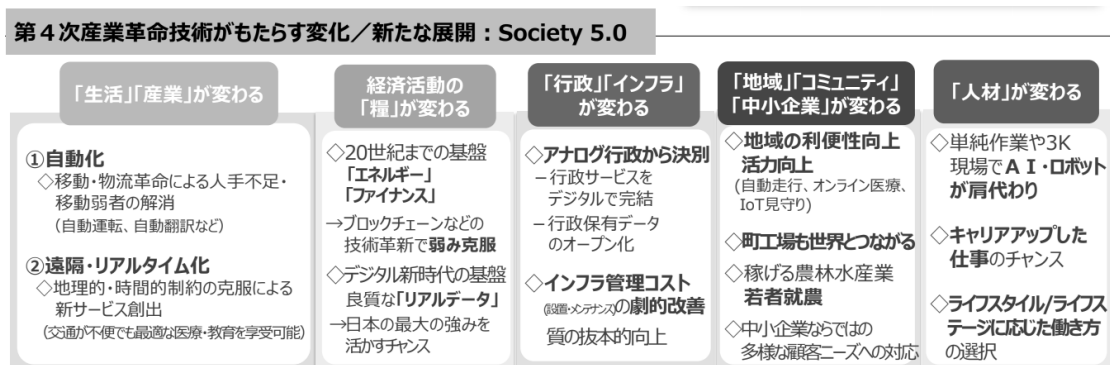 第４次産業革命技術がもたらす変化／新たな展開：Society 5.0
「生活」「産業」が変わる
①自動化
◇移動・物流革命による人手不足・
移動弱者の解消
（自動運転、自動翻訳など）
②遠隔・リアルタイム化
◇地理的・時間的制約の克服による
新サービス創出
（交通が不便でも最適な医療・教育を享受可能）
経済活動の
「糧」が変わる
◇20世紀までの基盤
「エネルギー」
「ファイナンス」
→ブロックチェーンなどの
技術革新で弱み克服
◇デジタル新時代の基盤
良質な「リアルデータ」
→日本の最大の強みを
活かすチャンス
「行政」「インフラ」
が変わる
◇アナログ行政から決別
－行政サービスを
デジタルで完結
－行政保有データ
のオープン化
◇インフラ管理コスト
（設置・メンテナンス）の劇的改善
質の抜本的向上
「地域」「コミュニティ」
「中小企業」が変わる
◇地域の利便性向上
活力向上
（自動走行、オンライン医療、
IoT見守り）
◇町工場も世界とつながる
◇稼げる農林水産業
若者就農
◇中小企業ならではの
多様な顧客ニーズへの対応
「人材」が変わる
◇単純作業や3K
現場でＡＩ・ロボット
が肩代わり
◇キャリアアップした
仕事のチャンス
◇ライフスタイル/ライフス
テージに応じた働き方
の選択